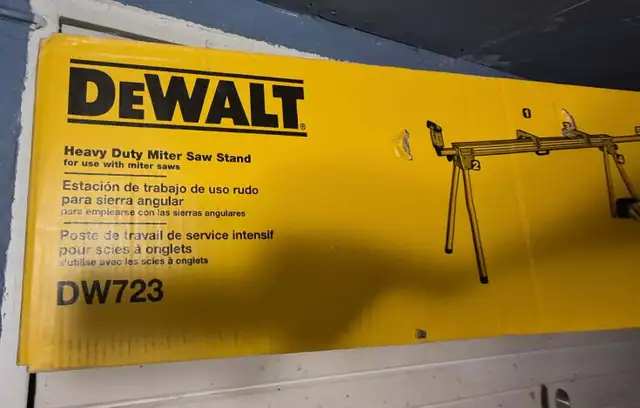 DEWALT®
Heavy Duty Miter Saw Stand
for use with miter saws
Estación de trabajo de uso rudo
para sierra angular
para emplearse con las sierras angulares
Poste de travail de service intensif
pour scies à onglets
s'utilise avec les scies à onglets
DW723
1
2